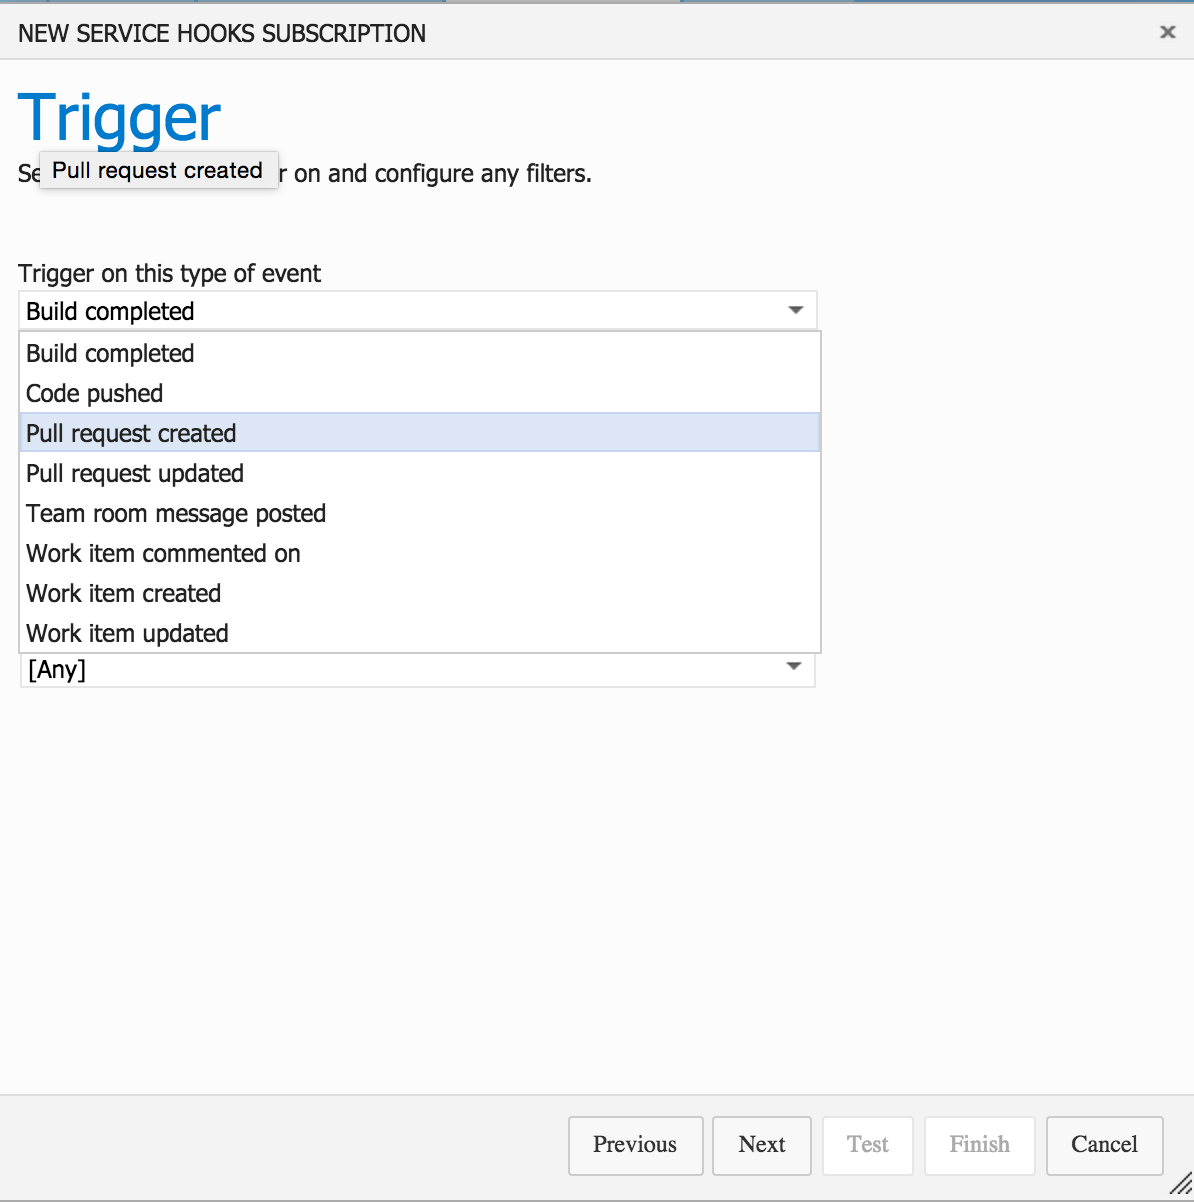 NEW SERVICE HOOKS SUBSCRIPTION
Trigger
Pull request created
on and configure any filters.
Trigger on this type of event
Build completed
Build completed
Code pushed
Pull request created
Pull request updated
Team room message posted
Work item commented on
Work item created
Work item updated
[Any]
Previous
Next
Test
Finish
Cancel